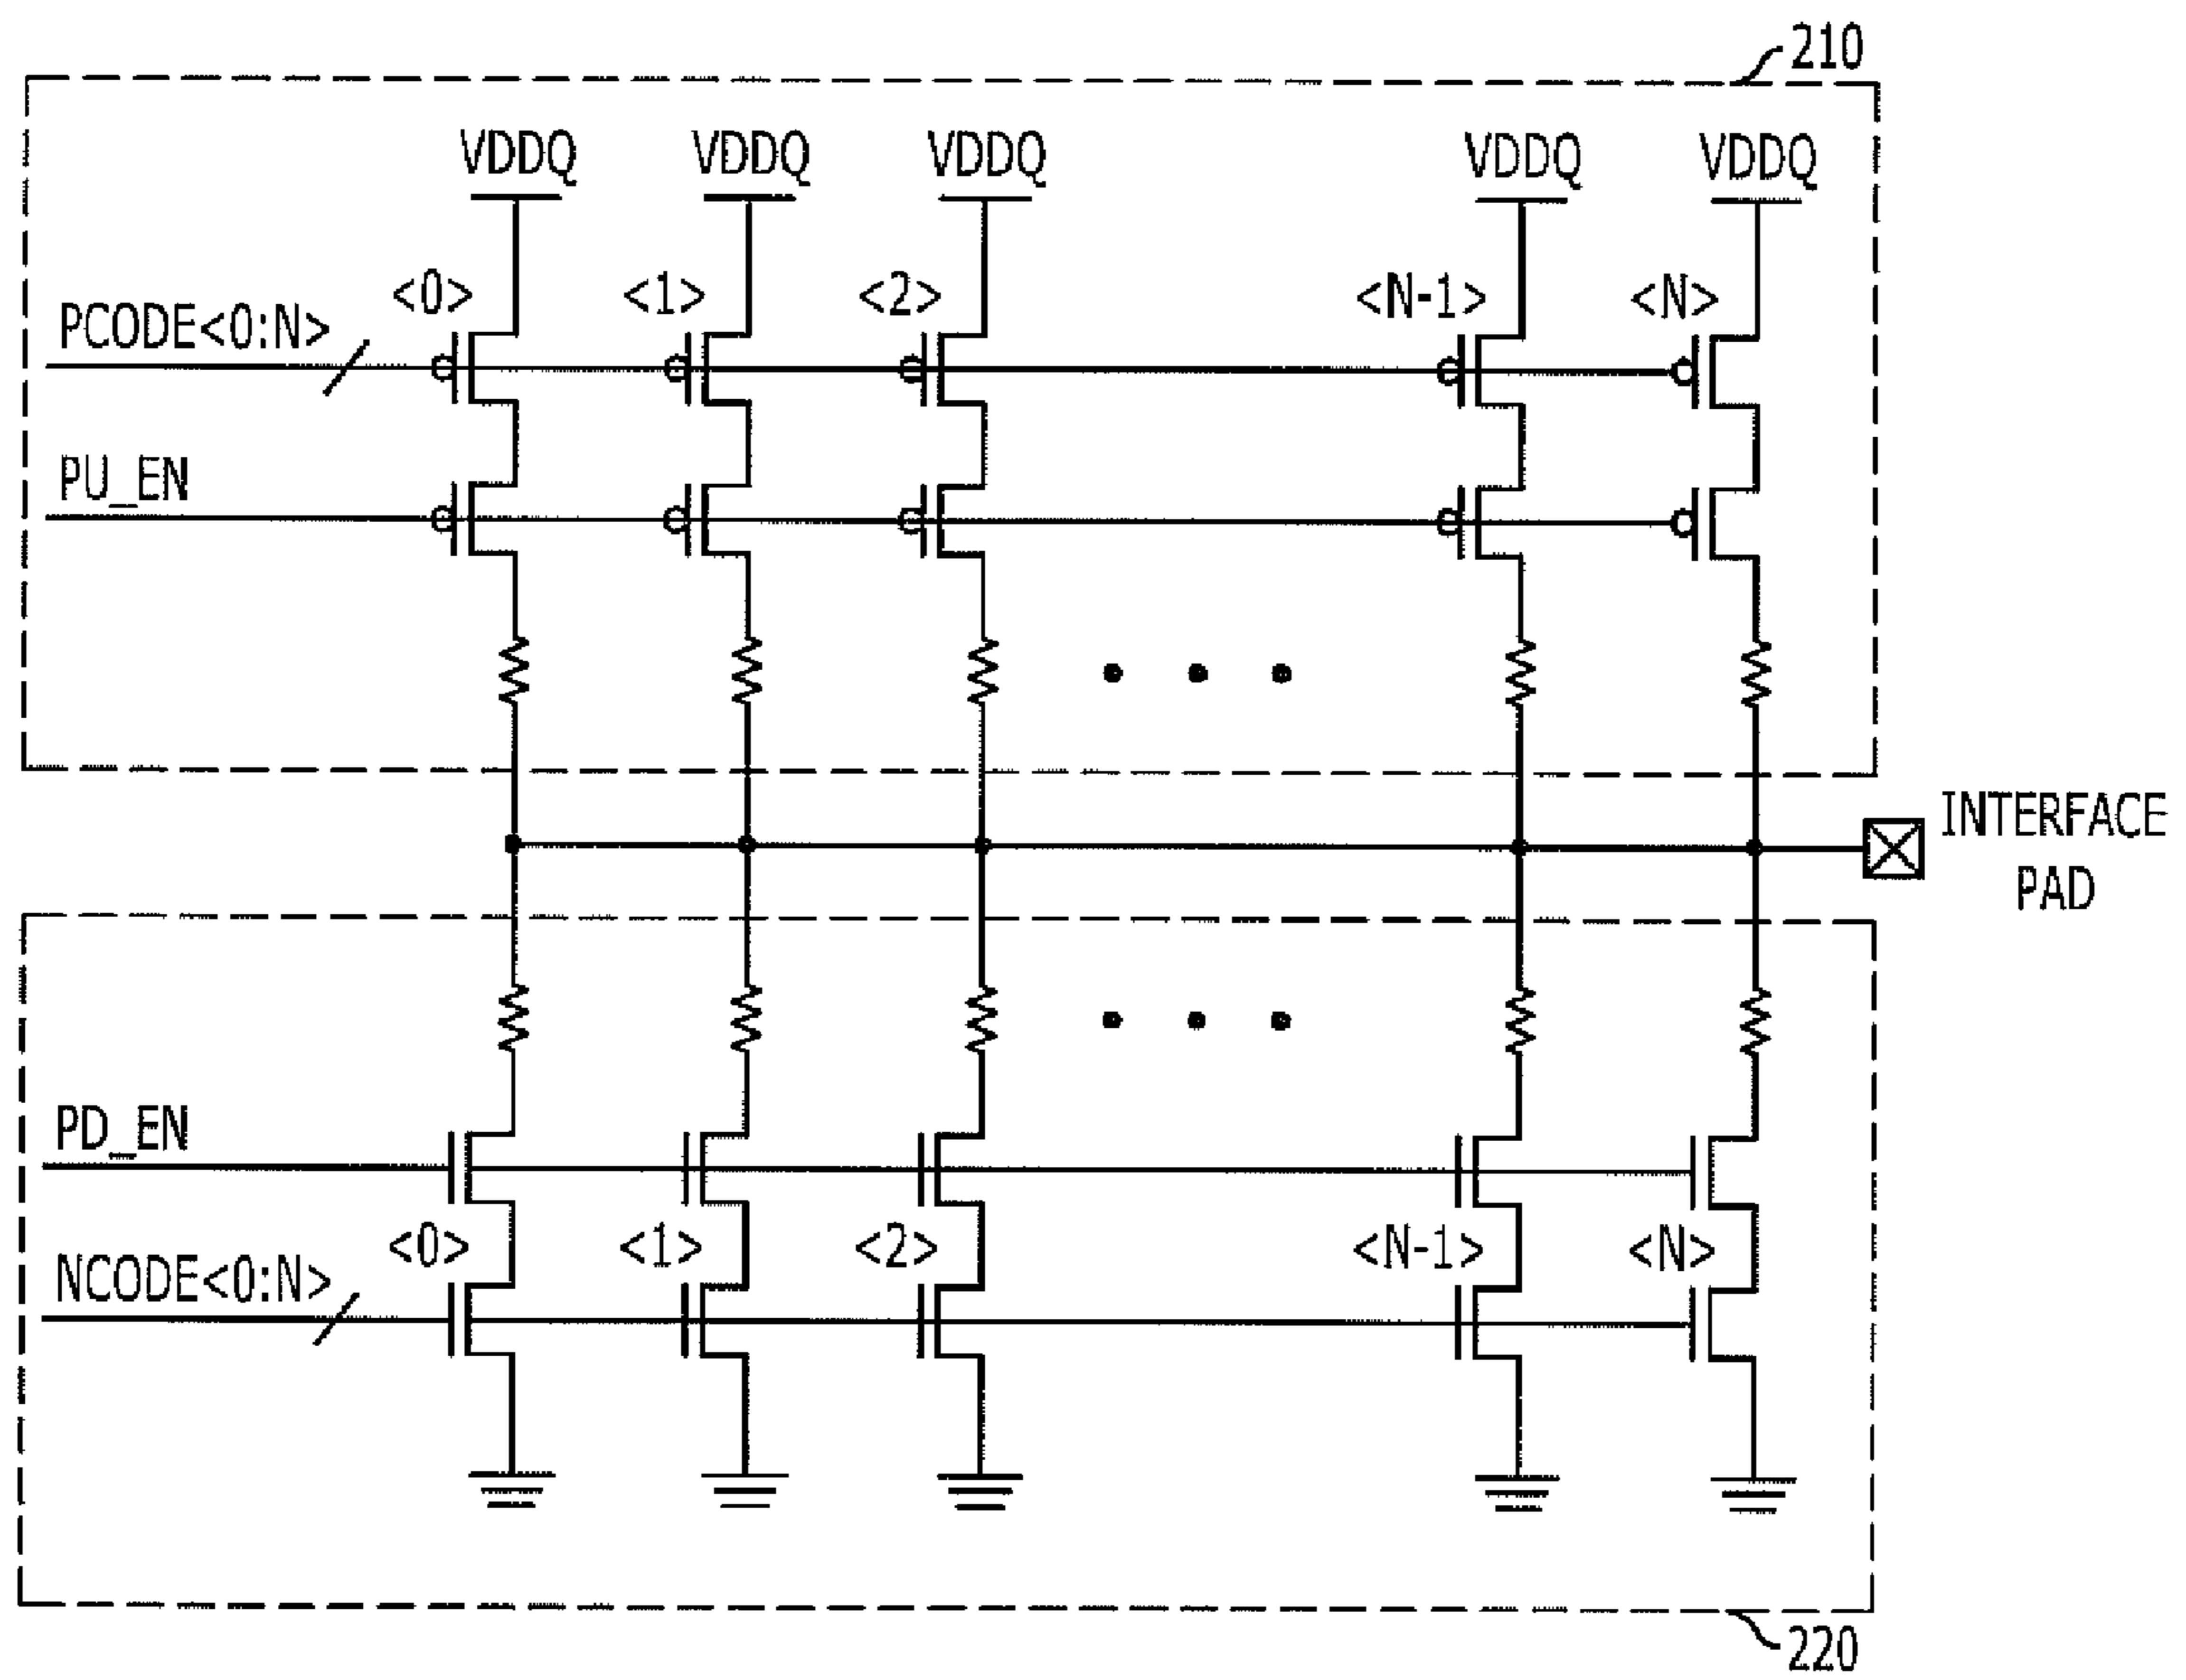 210
VDDQ VDDQ VDDQ VDDQ VDDQ
<0> <1> <2> <N-1> <N>
PCODE<0:N>
PU_EN
INTERFACE
PAD
PD_EN
<0> <1> <2> <N-1> <N>
NCODE<0:N>
220